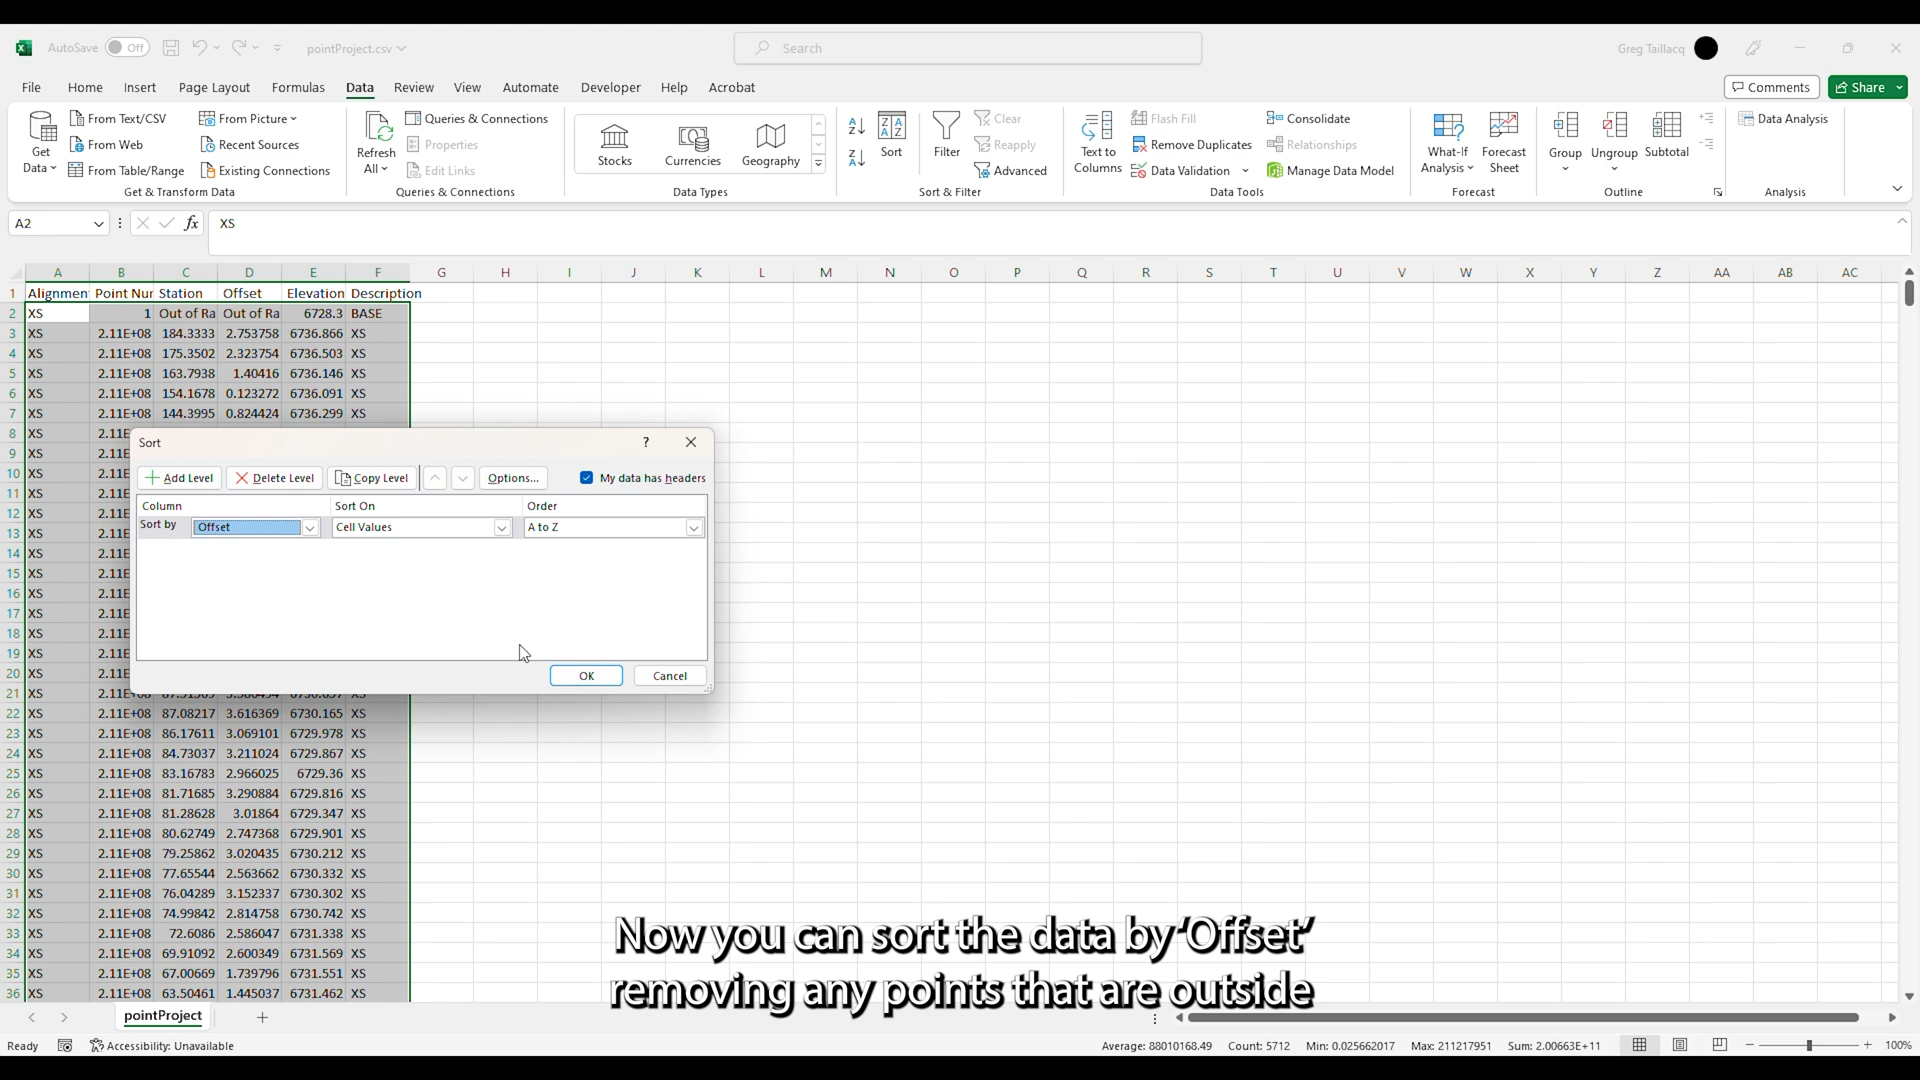 AutoSave Off pointProject.csv Search Greg Taillacq
File Home Insert Page Layout Formulas Data Review View Automate Developer Help Acrobat Comments Share
Get Data
From Text/CSV
From Web
From Table/Range
From Picture
Recent Sources
Existing Connections
Get & Transform Data
Refresh All
Queries & Connections
Properties
Edit Links
Queries & Connections
Stocks Currencies Geography
Data Types
Sort
Filter
Clear
Reapply
Advanced
Sort & Filter
Text to Columns
Flash Fill
Remove Duplicates
Data Validation
Consolidate
Relationships
Manage Data Model
Data Tools
What-If Analysis
Forecast Sheet
Forecast
Group Ungroup Subtotal
Outline
Data Analysis
Analysis
A2 fx XS
A B C D E F G H I J K L M N O P Q R S T U V W X Y Z AA AB AC
1 Alignmen Point Nur Station Offset Elevation Description
2 XS 1 Out of Ra Out of Ra 6728.3 BASE
3 XS 2.11E+08 184.3333 2.753758 6736.866 XS
4 XS 2.11E+08 175.3502 2.323754 6736.503 XS
5 XS 2.11E+08 163.7938 1.40416 6736.146 XS
6 XS 2.11E+08 154.1678 0.123272 6736.091 XS
7 XS 2.11E+08 144.3995 0.824424 6736.299 XS
8 XS 2.11E
9 XS 2.11E
10 XS 2.11E
11 XS 2.11E
12 XS 2.11E
13 XS 2.11E
14 XS 2.11E
15 XS 2.11E
16 XS 2.11E
17 XS 2.11E
18 XS 2.11E
19 XS 2.11E
20 XS 2.11E
21 XS
22 XS 2.11E+08 87.08217 3.616369 6730.165 XS
23 XS 2.11E+08 86.17611 3.069101 6729.978 XS
24 XS 2.11E+08 84.73037 3.211024 6729.867 XS
25 XS 2.11E+08 83.16783 2.966025 6729.36 XS
26 XS 2.11E+08 81.71685 3.290884 6729.816 XS
27 XS 2.11E+08 81.28628 3.01864 6729.347 XS
28 XS 2.11E+08 80.62749 2.747368 6729.901 XS
29 XS 2.11E+08 79.25862 3.020435 6730.212 XS
30 XS 2.11E+08 77.65544 2.563662 6730.332 XS
31 XS 2.11E+08 76.04289 3.152337 6730.302 XS
32 XS 2.11E+08 74.99842 2.814758 6730.742 XS
33 XS 2.11E+08 72.6086 2.586047 6731.338 XS
34 XS 2.11E+08 69.91092 2.600349 6731.569 XS
35 XS 2.11E+08 67.00669 1.739796 6731.551 XS
36 XS 2.11E+08 63.50461 1.445037 6731.462 XS
Sort ?
Add Level Delete Level Copy Level Options... My data has headers
Column Sort On Order
Sort by Offset Cell Values A to Z
OK Cancel
Now you can sort the data by 'Offset'
removing any points that are outside
pointProject
Ready Accessibility: Unavailable Average: 88010168.49 Count: 5712 Min: 0.025662017 Max: 211217951 Sum: 2.00663E+11 100%